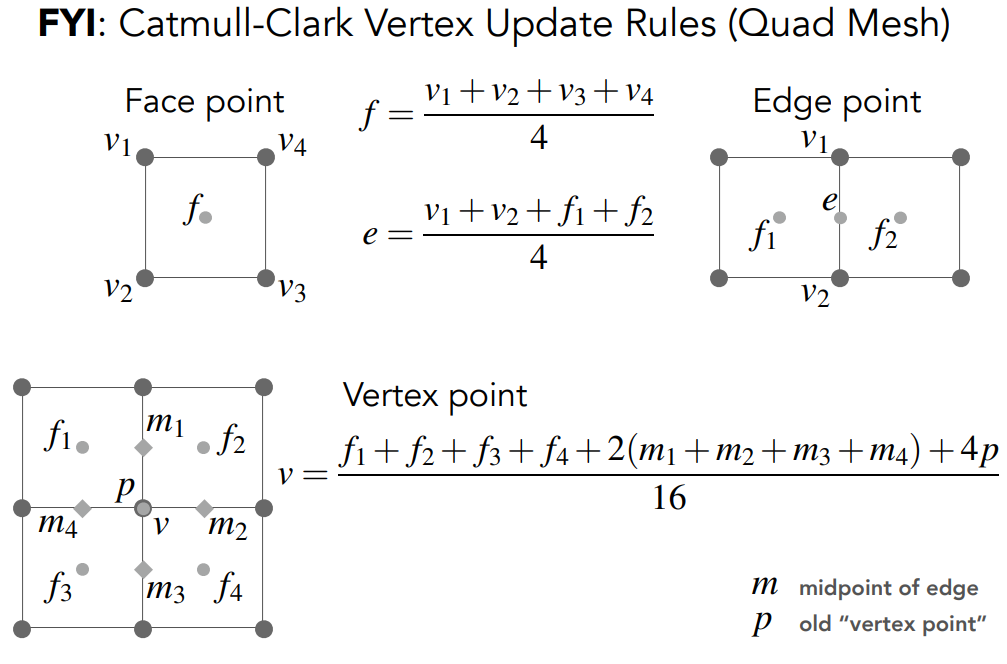 FYI: Catmull-Clark Vertex Update Rules (Quad Mesh)
Face point
f = (v₁ + v₂ + v₃ + v₄) / 4
Edge point
v₁
v₄
f
v₂
v₃
e = (v₁ + v₂ + f₁ + f₂) / 4
v₁
e
f₁
f₂
v₂
Vertex point
v = (f₁ + f₂ + f₃ + f₄ + 2(m₁ + m₂ + m₃ + m₄) + 4p) / 16
f₁
m₁
f₂
p
m₄
v
m₂
f₃
m₃
f₄
m midpoint of edge
p old “vertex point”